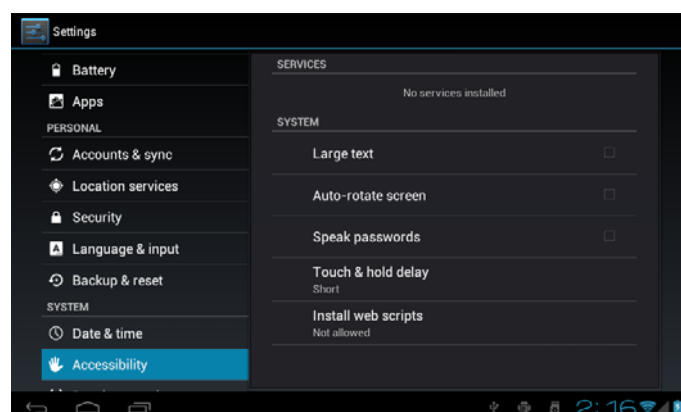 Settings
Battery
Apps
PERSONAL
Accounts & sync
Location services
Security
Language & input
Backup & reset
SYSTEM
Date & time
Accessibility
SERVICES
No services installed
SYSTEM
Large text
Auto-rotate screen
Speak passwords
Touch & hold delay
Short
Install web scripts
Not allowed
2:16